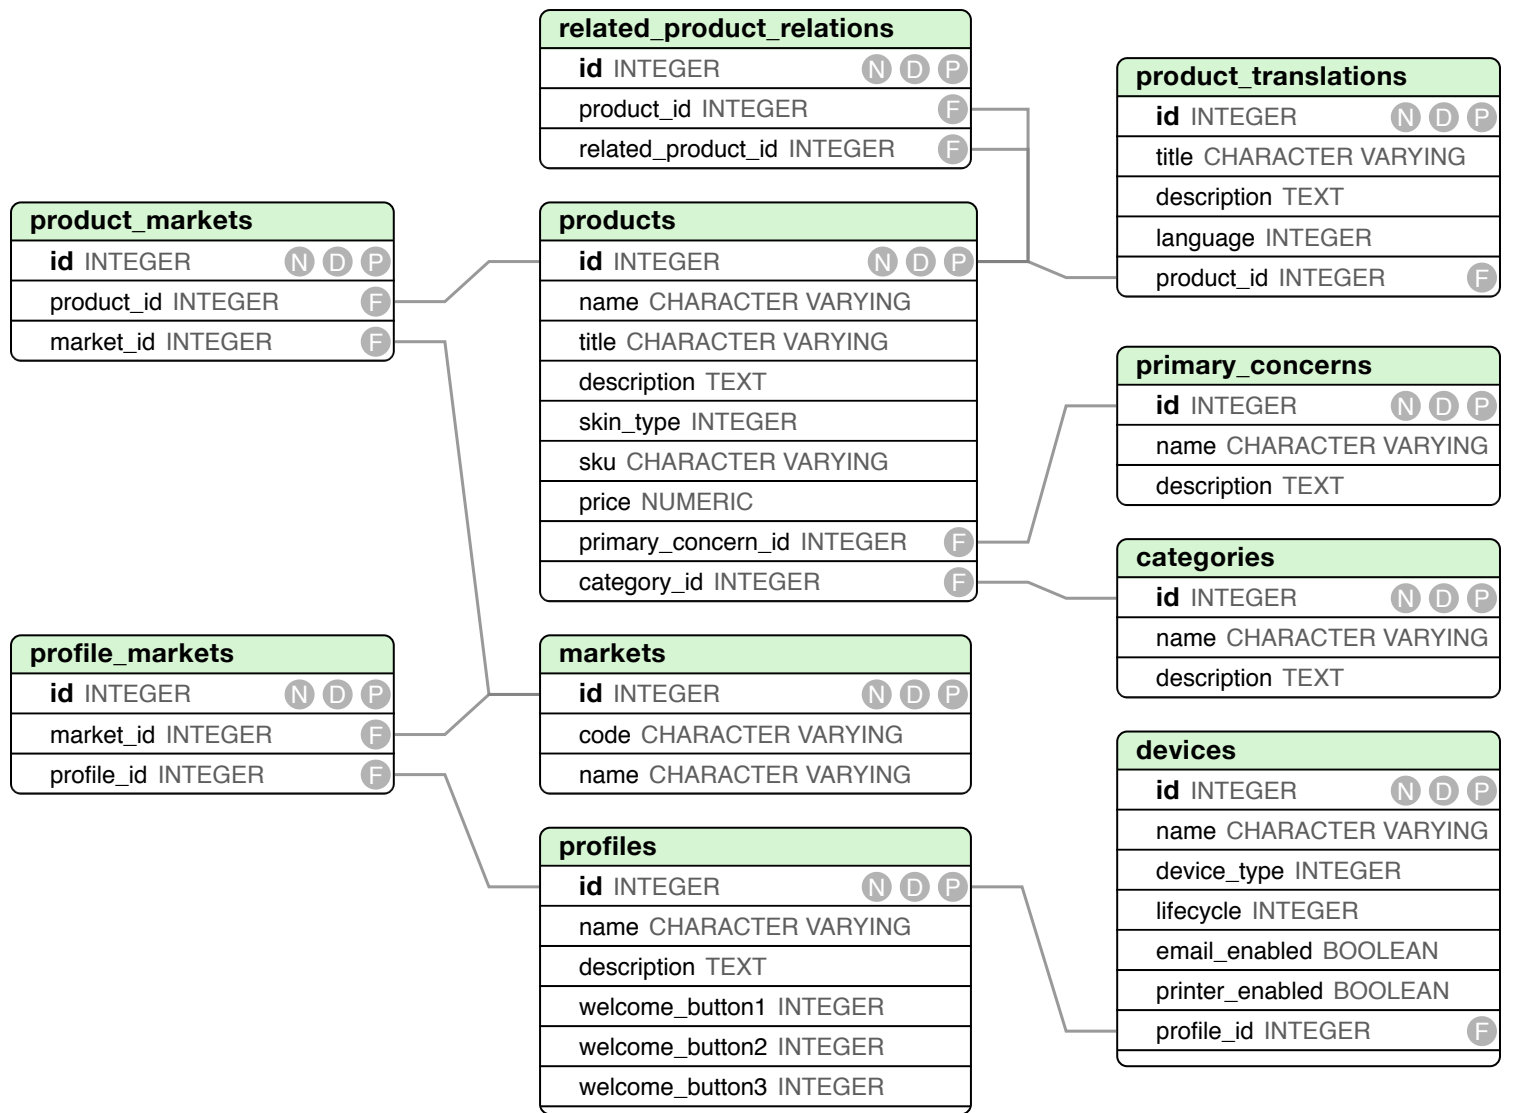 related_product_relations
id INTEGER N D P
product_id INTEGER F
related_product_id INTEGER F
product_translations
id INTEGER N D P
title CHARACTER VARYING
description TEXT
language INTEGER
product_id INTEGER F
product_markets
id INTEGER N D P
product_id INTEGER F
market_id INTEGER F
products
id INTEGER N D P
name CHARACTER VARYING
title CHARACTER VARYING
description TEXT
skin_type INTEGER
sku CHARACTER VARYING
price NUMERIC
primary_concern_id INTEGER F
category_id INTEGER F
primary_concerns
id INTEGER N D P
name CHARACTER VARYING
description TEXT
categories
id INTEGER N D P
name CHARACTER VARYING
description TEXT
profile_markets
id INTEGER N D P
market_id INTEGER F
profile_id INTEGER F
markets
id INTEGER N D P
code CHARACTER VARYING
name CHARACTER VARYING
devices
id INTEGER N D P
name CHARACTER VARYING
device_type INTEGER
lifecycle INTEGER
email_enabled BOOLEAN
printer_enabled BOOLEAN
profile_id INTEGER F
profiles
id INTEGER N D P
name CHARACTER VARYING
description TEXT
welcome_button1 INTEGER
welcome_button2 INTEGER
welcome_button3 INTEGER